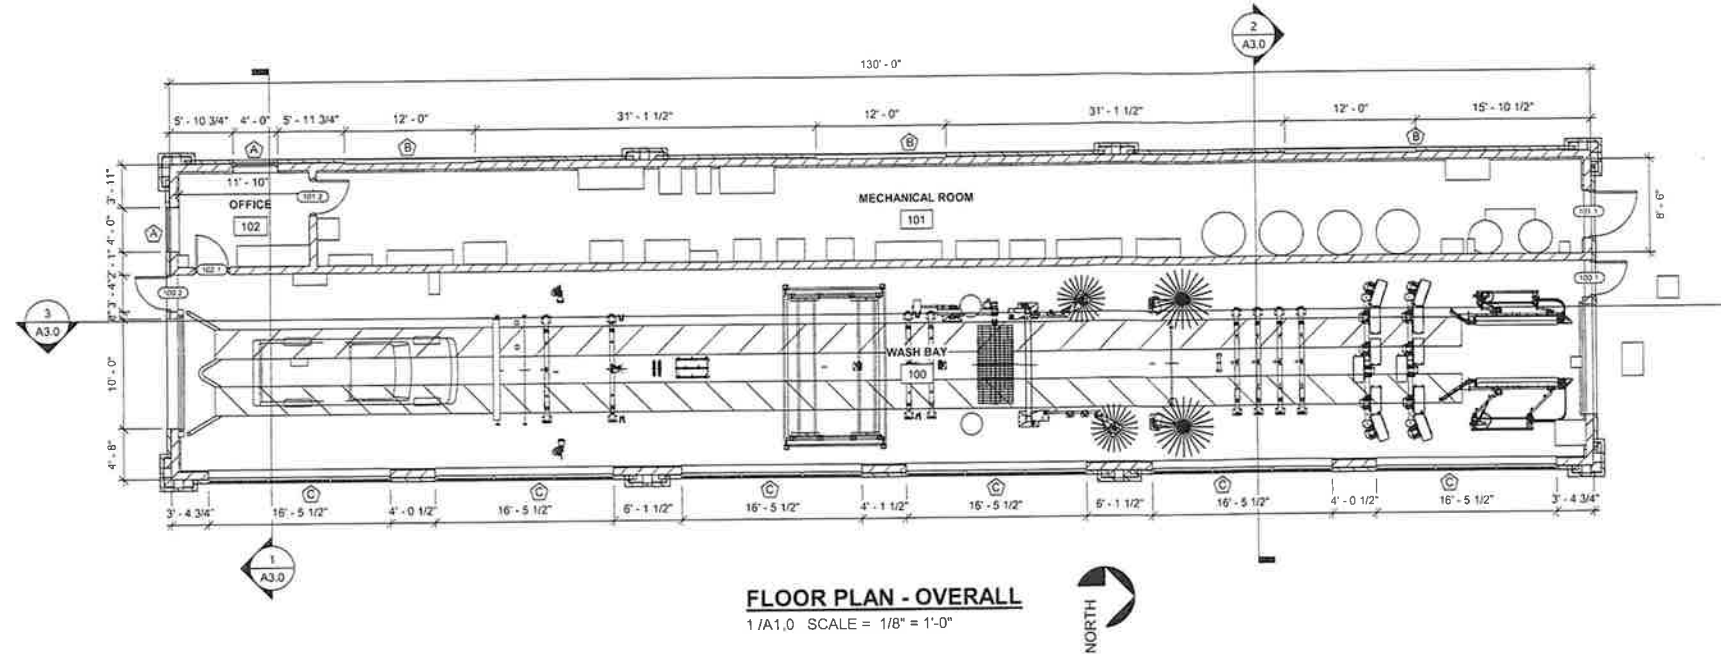 2
A3.0
130' - 0"
5' - 10 3/4" 4' - 0" 5' - 11 3/4" 12' - 0" 31' - 1 1/2" 12' - 0" 31' - 1 1/2" 12' - 0" 15' - 10 1/2"
A B B B
3' - 11"
11' - 10"
101.2
OFFICE
102
MECHANICAL ROOM
101
101.1
8' - 6"
A
4' - 0"
102.1
100.2
100.1
3
A3.0
10' - 0"
WASH BAY
100
4' - 8"
C C C C C C
3' - 4 3/4" 16' - 5 1/2" 4' - 0 1/2" 16' - 5 1/2" 6' - 1 1/2" 16' - 5 1/2" 4' - 1 1/2" 16' - 5 1/2" 6' - 1 1/2" 16' - 5 1/2" 4' - 0 1/2" 16' - 5 1/2" 3' - 4 3/4"
1
A3.0
FLOOR PLAN - OVERALL
1 /A1,0 SCALE = 1/8" = 1'-0"
NORTH